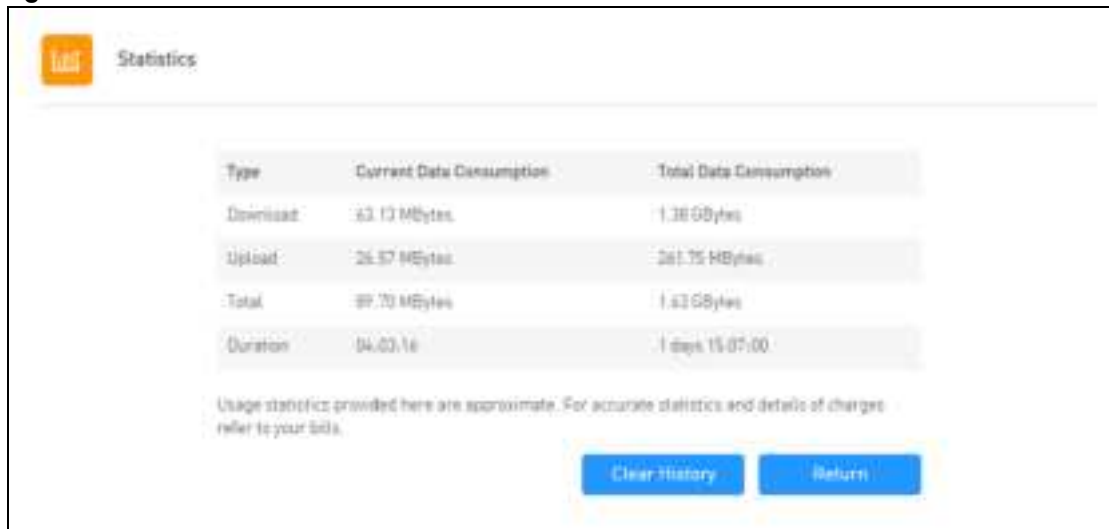 Statistics
Type Current Data Consumption Total Data Consumption
Download 63.13 MBytes 1.38 GBytes
Upload 26.57 MBytes 261.75 MBytes
Total 89.70 MBytes 1.63 GBytes
Duration 04:03:16 1 days 15:07:00
Usage statistics provided here are approximate. For accurate statistics and details of charges
refer to your bills.
Clear History Return